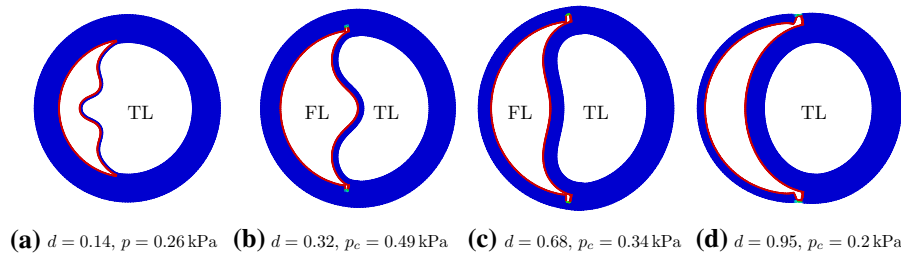 TL FL TL FL TL TL
(a) d = 0.14, p = 0.26 kPa (b) d = 0.32, p_c = 0.49 kPa (c) d = 0.68, p_c = 0.34 kPa (d) d = 0.95, p_c = 0.2 kPa